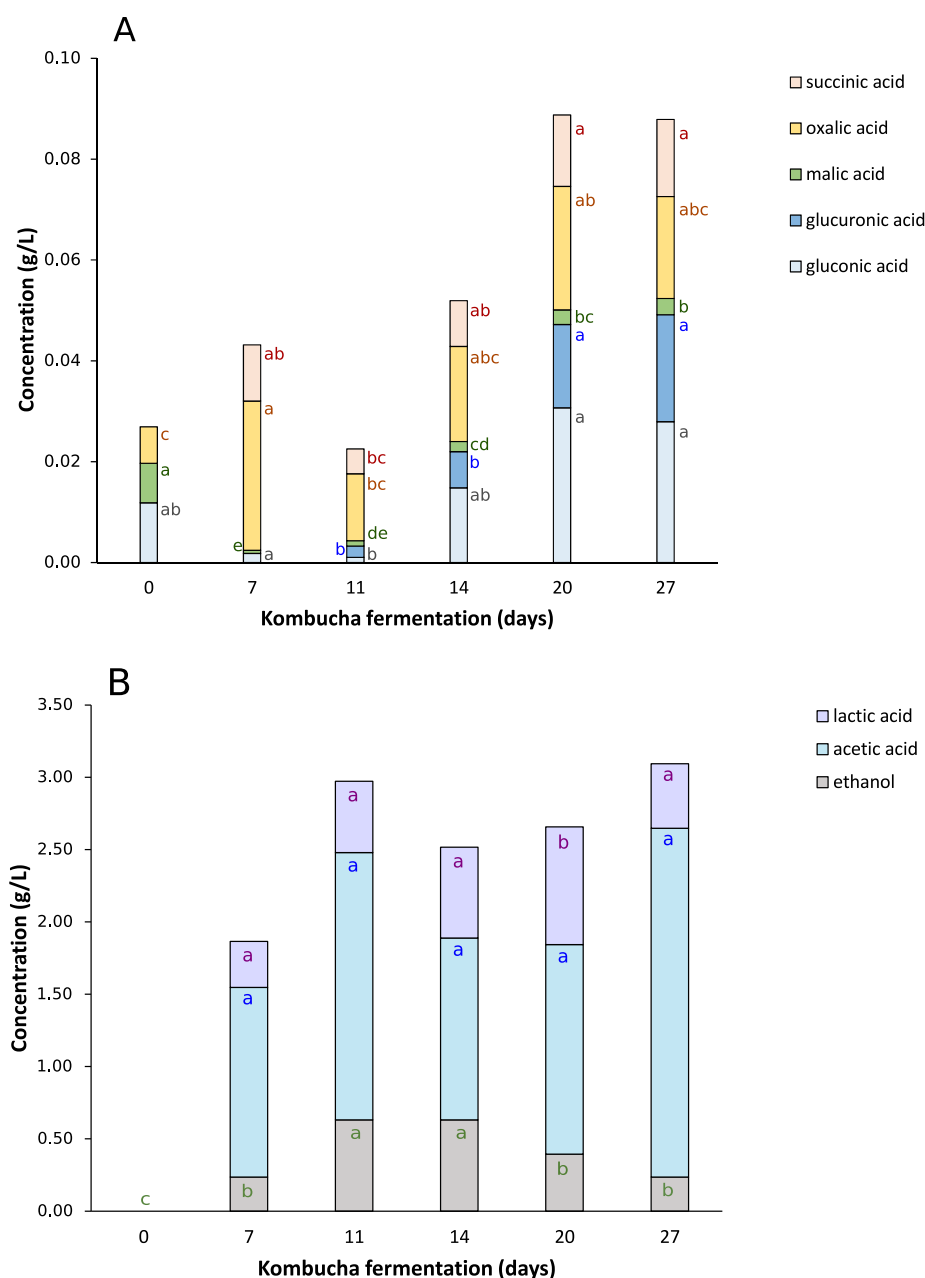 A
0.10
0.08
0.06
0.04
0.02
0.00
Concentration (g/L)
succinic acid
oxalic acid
malic acid
glucuronic acid
gluconic acid
c
a
ab
ab
a
e
a
bc
bc
de
b
b
ab
abc
cd
b
ab
a
ab
bc
a
a
a
abc
b
a
a
0 7 11 14 20 27
Kombucha fermentation (days)
B
3.50
3.00
2.50
2.00
1.50
1.00
0.50
0.00
Concentration (g/L)
lactic acid
acetic acid
ethanol
c
a
a
b
a
a
a
a
a
a
b
a
b
a
a
b
0 7 11 14 20 27
Kombucha fermentation (days)